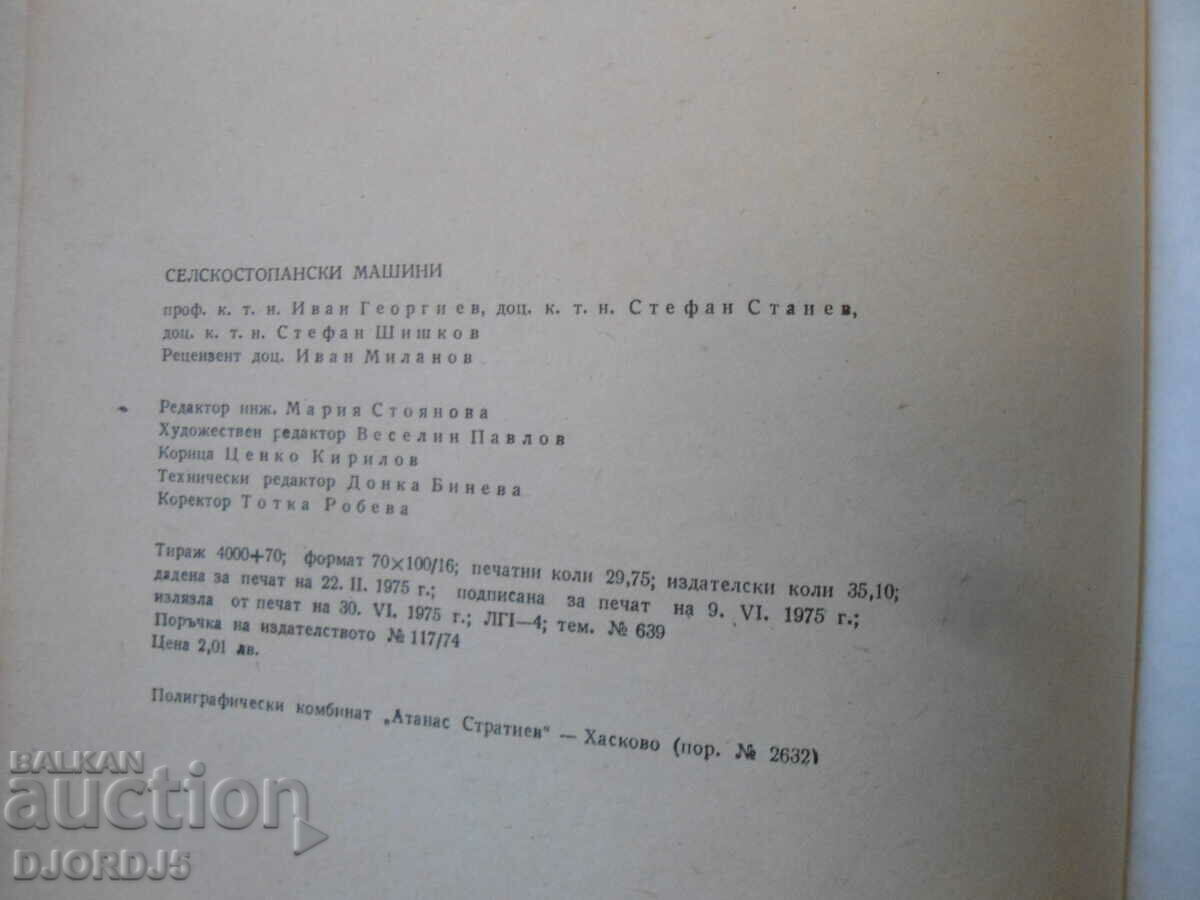 СЕЛСКОСТОПАНСКИ МАШИНИ
проф. к. т. н. Иван Георгиев, доц. к. т. н. Стефан Станев,
доц. к. т. н. Стефан Шишков
Рецензент доц. Иван Миланов
Редактор инж. Мария Стоянова
Художествен редактор Веселин Павлов
Корица Ценко Кирилов
Технически редактор Донка Бинева
Коректор Тотка Робева
Тираж 4000+70; формат 70×100/16; печатни коли 29,75; издателски коли 35,10;
дадена за печат на 22. II. 1975 г.; подписана за печат на 9. VI. 1975 г.;
излязла от печат на 30. VI. 1975 г.; ЛГI—4; тем. № 639
Поръчка на издателството № 117/74
Цена 2,01 лв.
Полиграфически комбинат „Атанас Стратиев" — Хасково (пор. № 2632)
BALKAN
auction
DJORDJ5